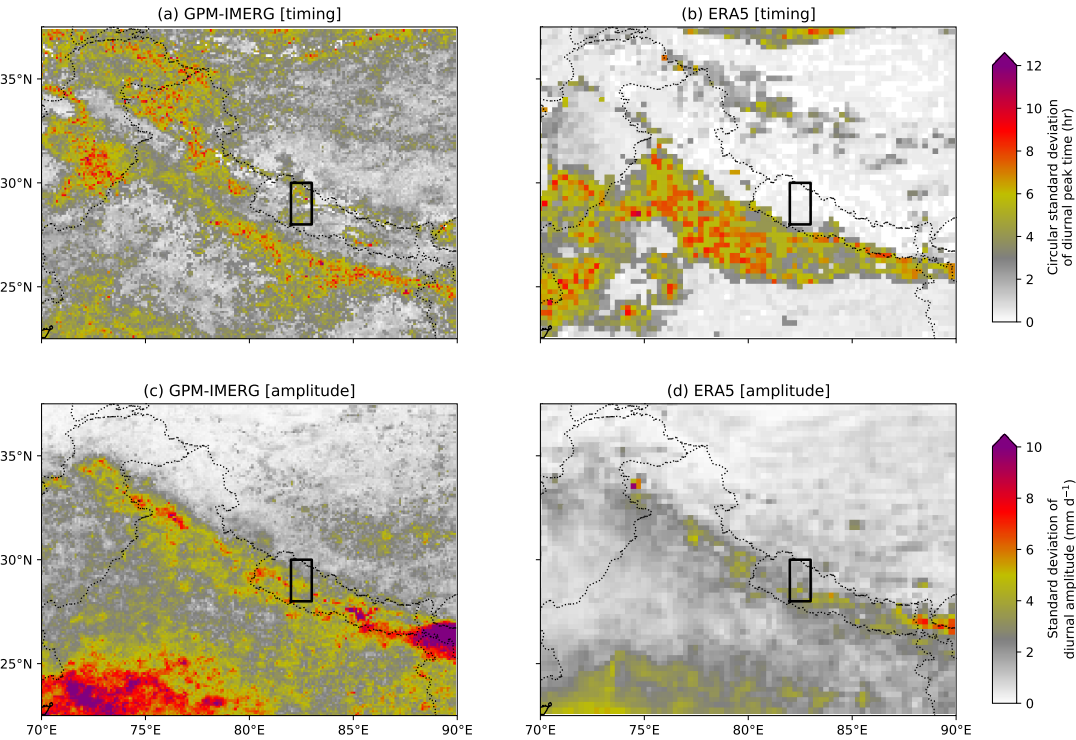 (a) GPM-IMERG [timing]
(b) ERA5 [timing]
35°N
30°N
25°N
12
10
8
6
4
2
0
Circular standard deviation
of diurnal peak time (hr)
(c) GPM-IMERG [amplitude]
(d) ERA5 [amplitude]
35°N
30°N
25°N
70°E
75°E
80°E
85°E
90°E
70°E
75°E
80°E
85°E
90°E
10
8
6
4
2
0
Standard deviation of
diurnal amplitude (mm d⁻¹)